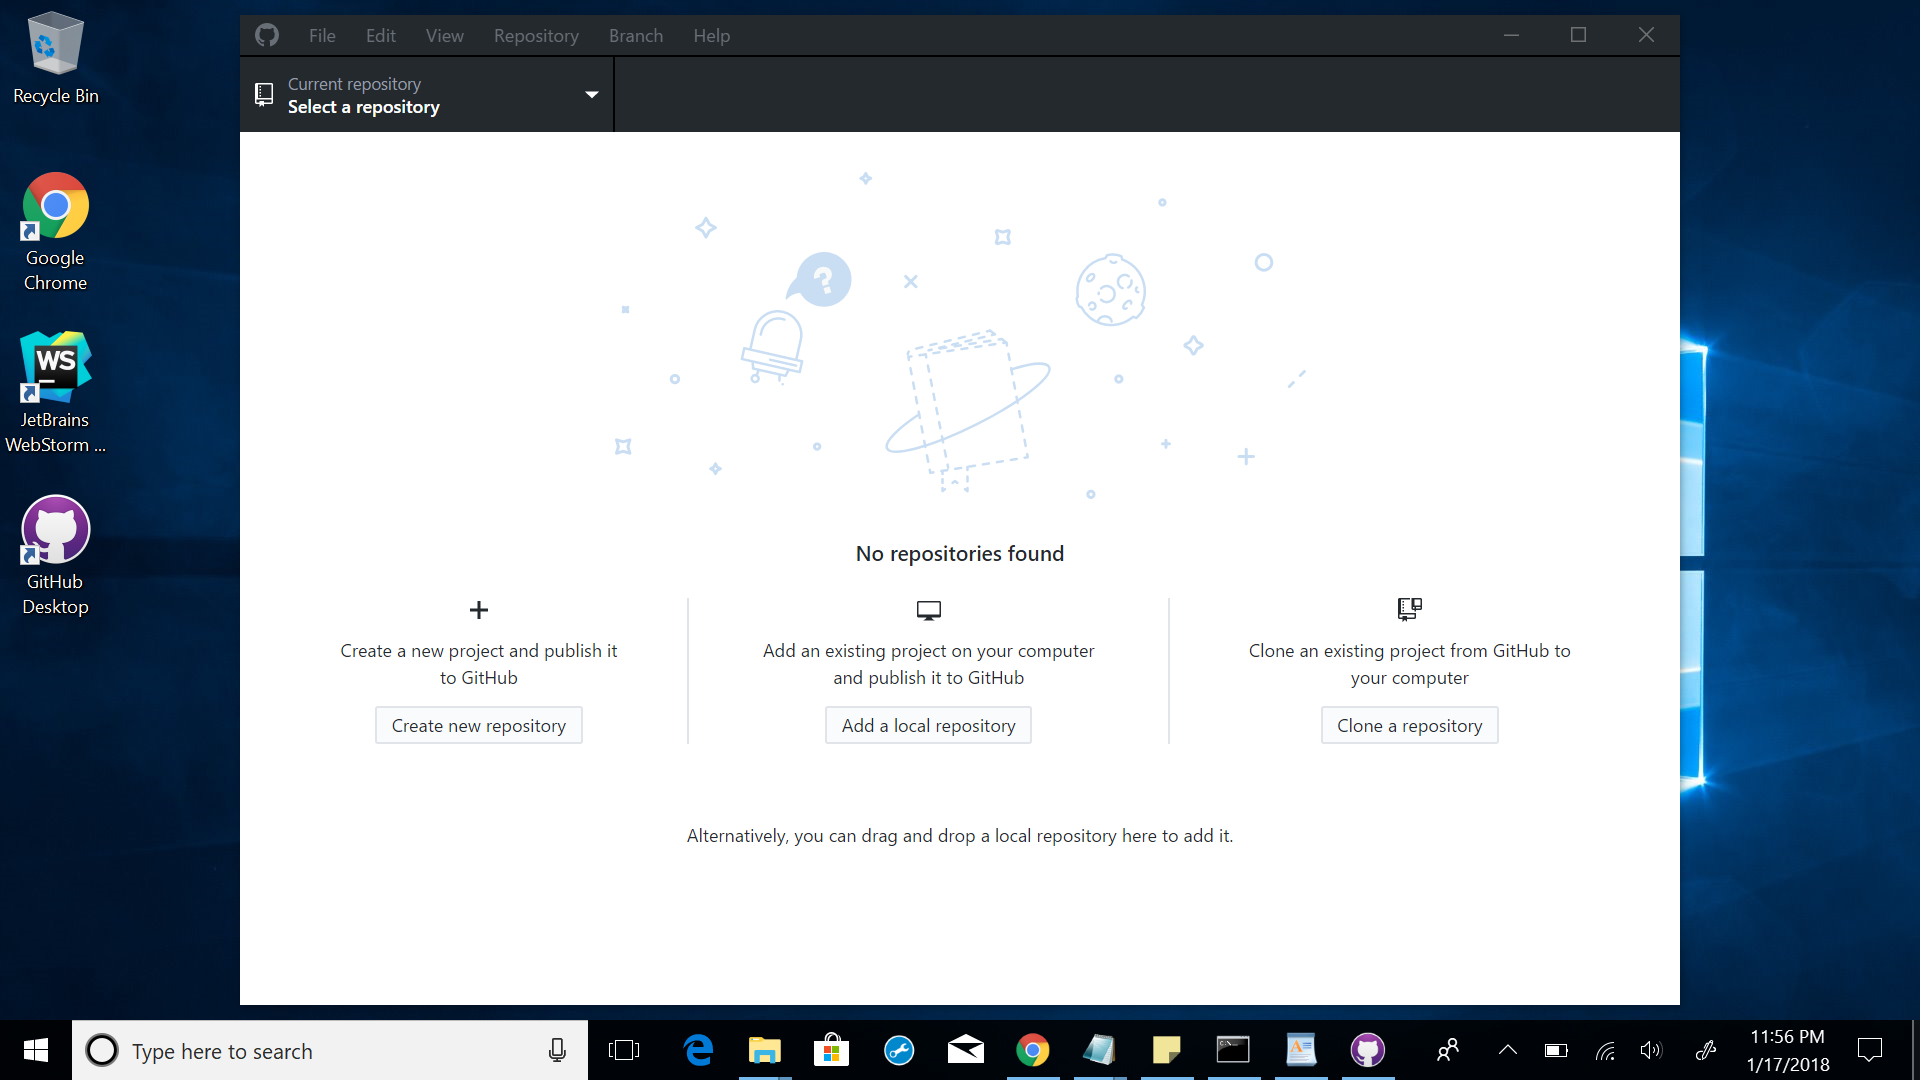 Recycle Bin
Google
Chrome
WS
JetBrains
WebStorm ...
GitHub
Desktop
File Edit View Repository Branch Help
Current repository
Select a repository
?
No repositories found
Create a new project and publish it
to GitHub
Create new repository
Add an existing project on your computer
and publish it to GitHub
Add a local repository
Clone an existing project from GitHub to
your computer
Clone a repository
Alternatively, you can drag and drop a local repository here to add it.
Type here to search
11:56 PM
1/17/2018